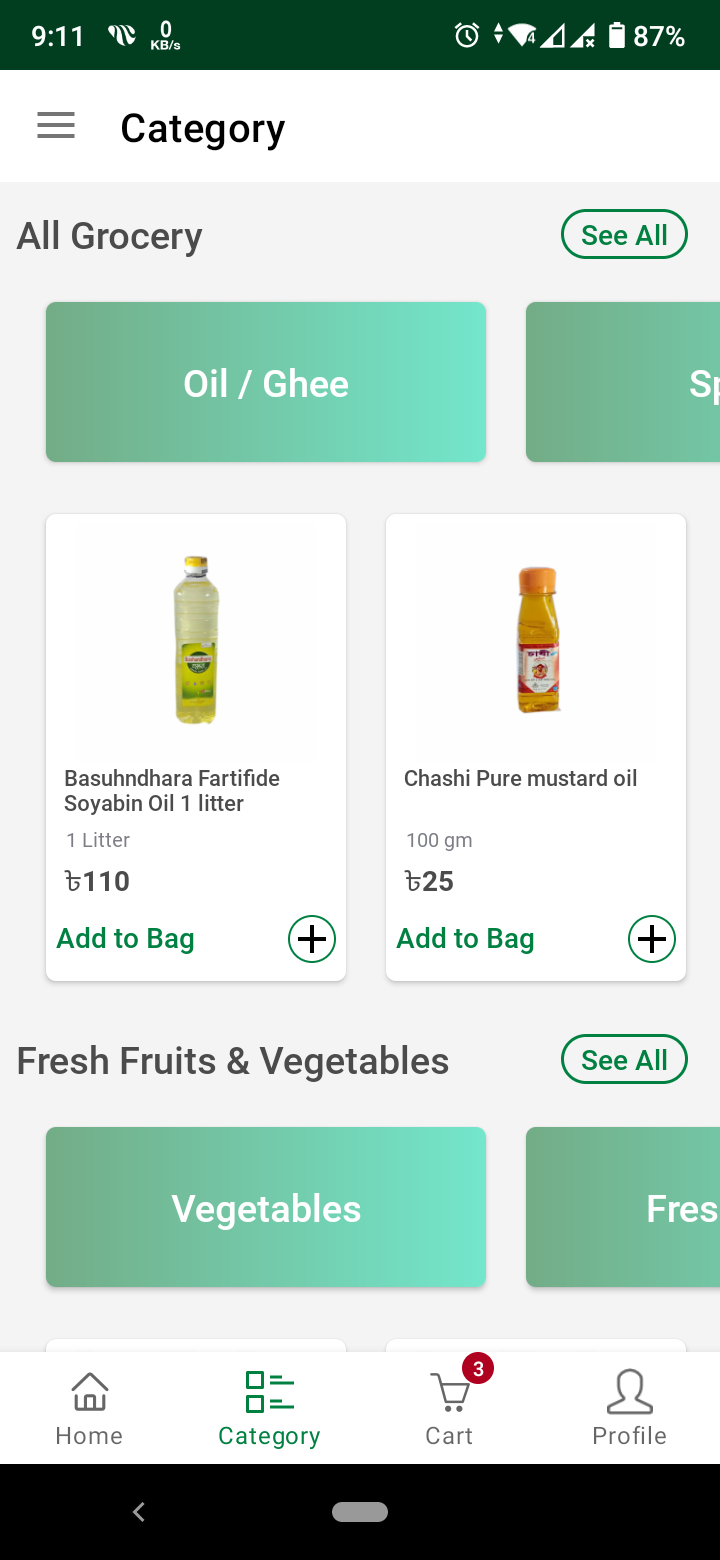 9:11
0
KB/s
4
87%
Category
All Grocery
See All
Oil / Ghee
Sp
Basuhndhara Fartifide
Soyabin Oil 1 litter
1 Litter
৳110
Add to Bag
চাষী
Chashi Pure mustard oil
100 gm
৳25
Add to Bag
Fresh Fruits & Vegetables
See All
Vegetables
Fres
Home
Category
3
Cart
Profile